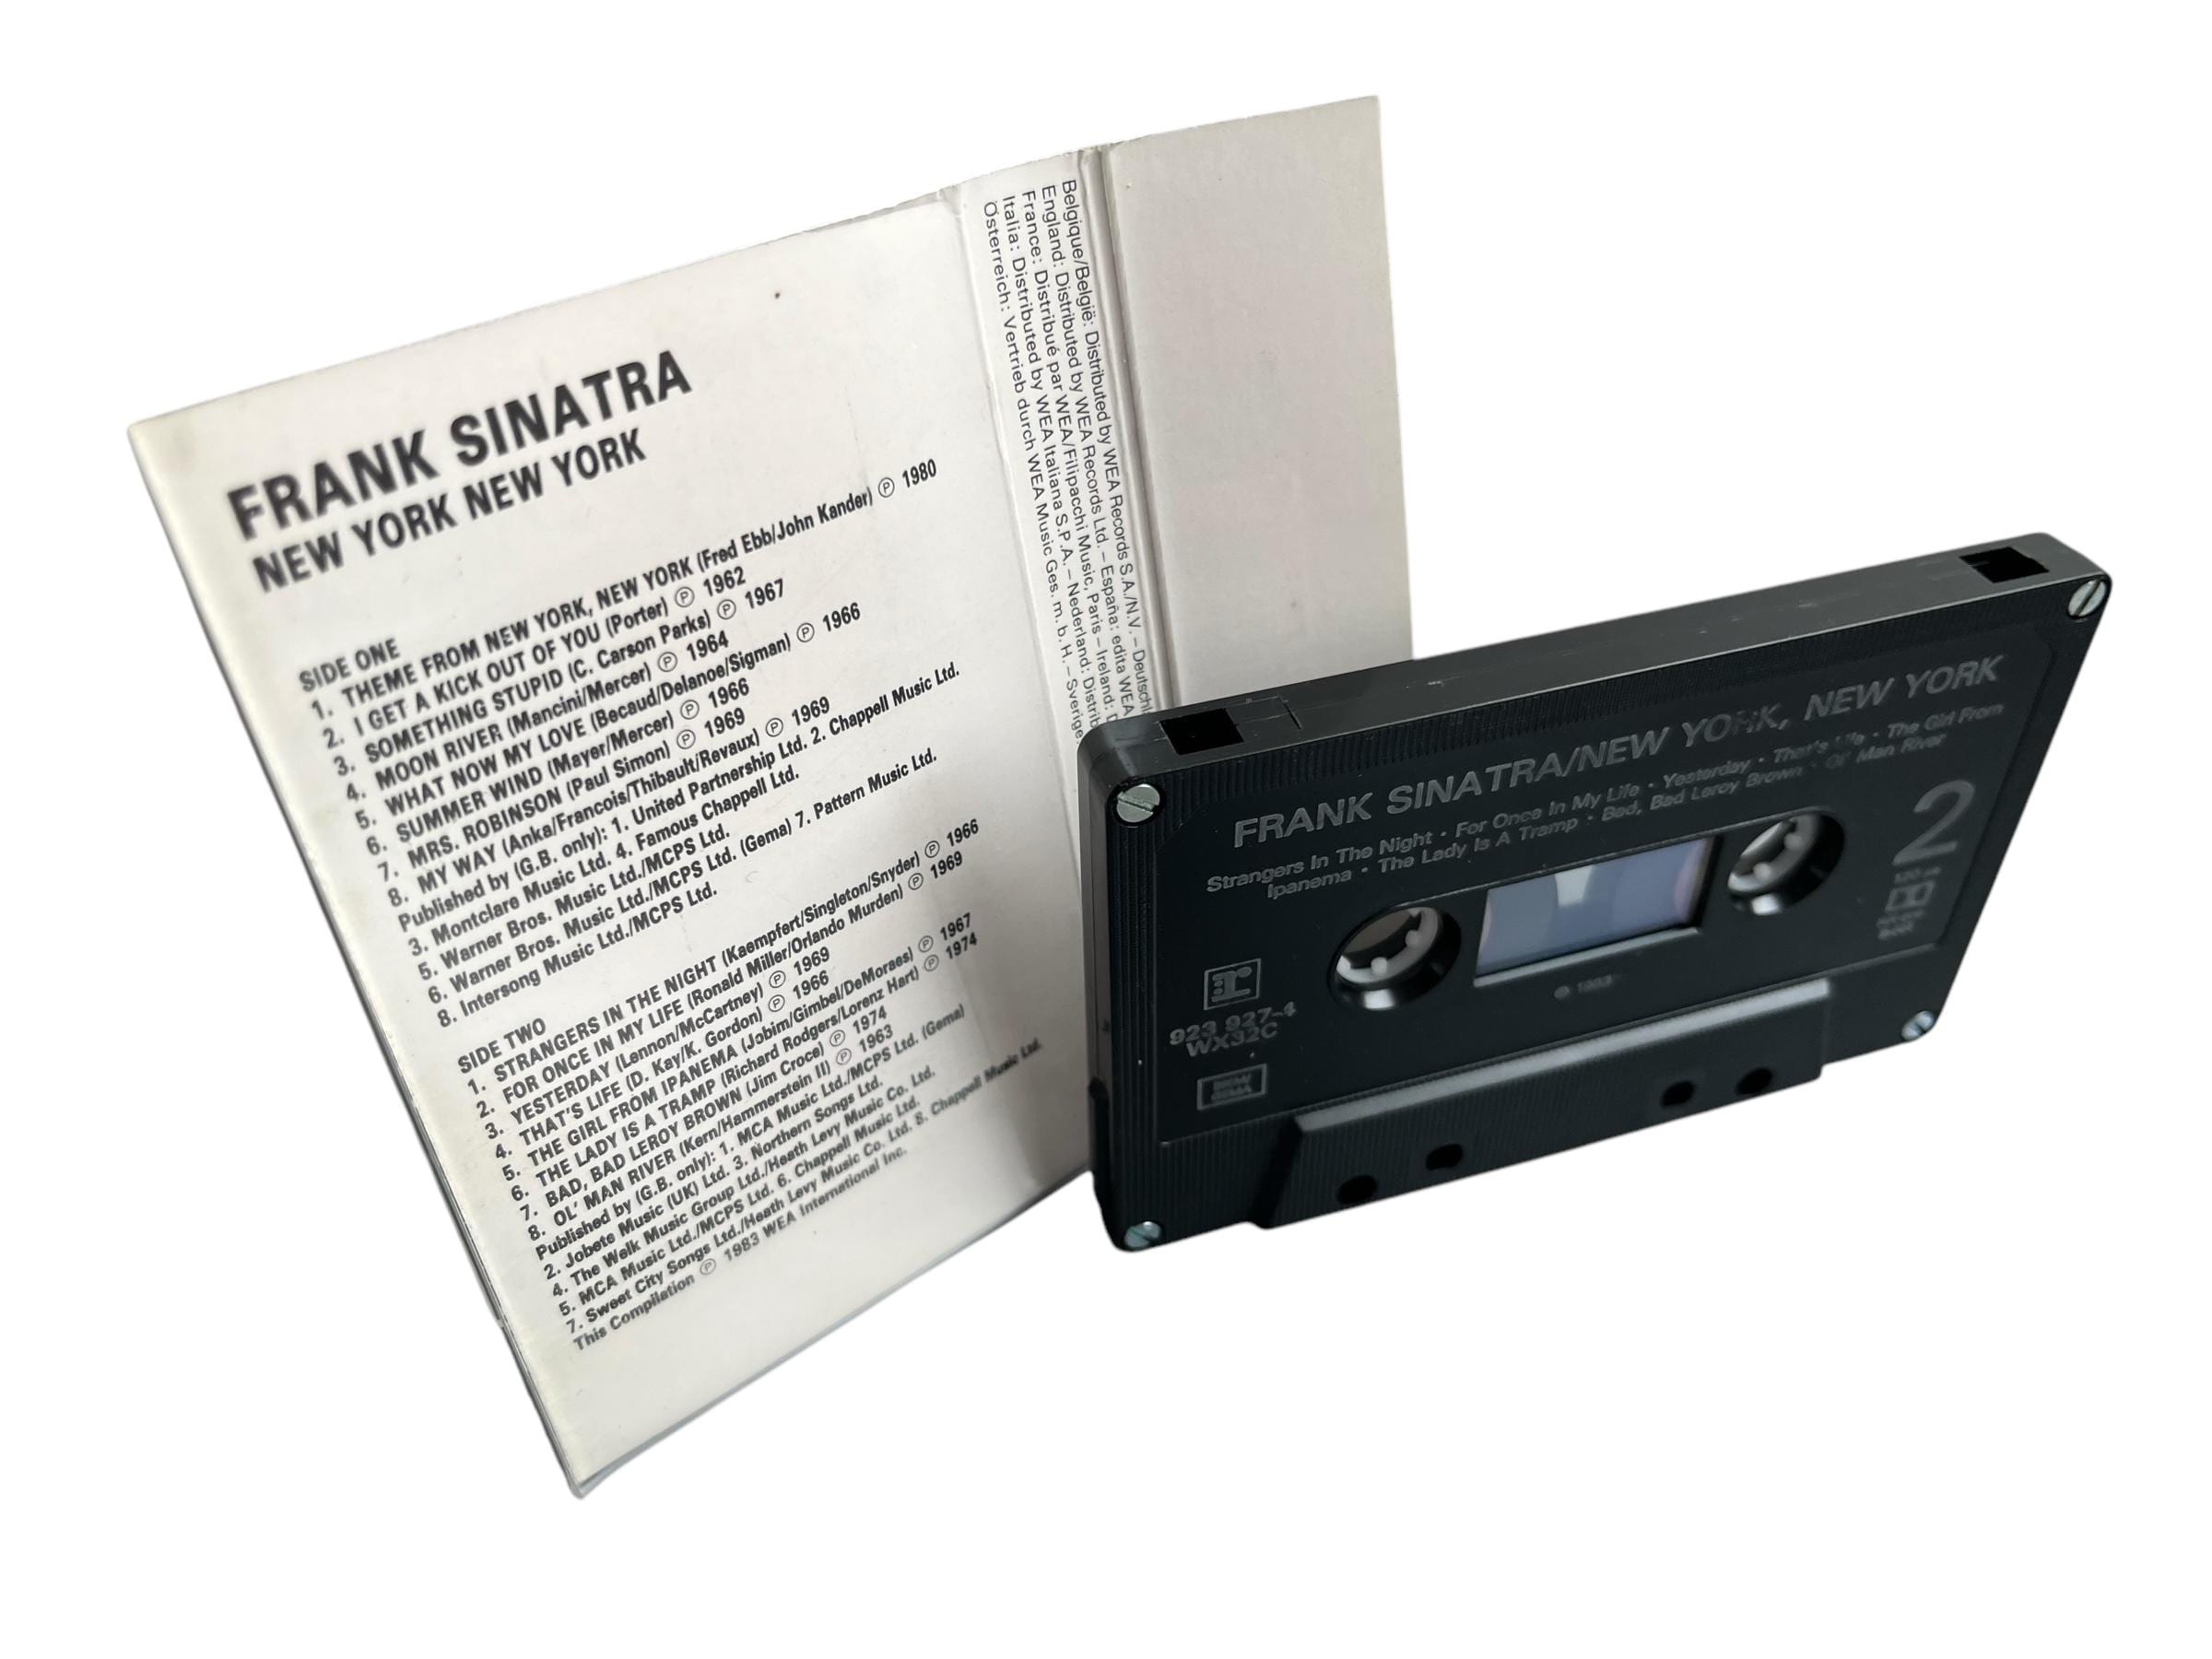 FRANK SINATRA
NEW YORK NEW YORK
SIDE ONE
1. THEME FROM NEW YORK, NEW YORK (Fred Ebb/John Kander) Ⓟ 1980
2. I GET A KICK OUT OF YOU (Porter) Ⓟ 1962
3. SOMETHING STUPID (C. Carson Parks) Ⓟ 1967
4. MOON RIVER (Mancini/Mercer) Ⓟ 1964
5. WHAT NOW MY LOVE (Becaud/Delanoe/Sigman) Ⓟ 1966
6. SUMMER WIND (Mayer/Mercer) Ⓟ 1966
7. MRS. ROBINSON (Paul Simon) Ⓟ 1969
8. MY WAY (Anka/Francois/Thibault/Revaux) Ⓟ 1969
Published by (G.B. only): 1. United Partnership Ltd. 2. Chappell Music Ltd.
3. Montclare Music Ltd. 4. Famous Chappell Ltd.
5. Warner Bros. Music Ltd./MCPS Ltd.
6. Warner Bros. Music Ltd./MCPS Ltd. (Gema) 7. Pattern Music Ltd.
8. Intersong Music Ltd./MCPS Ltd.
SIDE TWO
1. STRANGERS IN THE NIGHT (Kaempfert/Singleton/Snyder) Ⓟ 1966
2. FOR ONCE IN MY LIFE (Ronald Miller/Orlando Murden) Ⓟ 1969
3. YESTERDAY (Lennon/McCartney) Ⓟ 1969
4. THAT'S LIFE (D. Kay/K. Gordon) Ⓟ 1966
5. THE GIRL FROM IPANEMA (Jobim/Gimbel/DeMoraes) Ⓟ 1967
6. THE LADY IS A TRAMP (Richard Rodgers/Lorenz Hart) Ⓟ 1974
7. BAD, BAD LEROY BROWN (Jim Croce) Ⓟ 1974
8. OL' MAN RIVER (Kern/Hammerstein II) Ⓟ 1963
Published by (G.B. only): 1. MCA Music Ltd./MCPS Ltd. (Gema)
2. Jobete Music (UK) Ltd. 3. Northern Songs Ltd.
4. The Welk Music Group Ltd./Heath Levy Music Co. Ltd.
5. MCA Music Ltd./MCPS Ltd. 6. Chappell Music Ltd.
7. Sweet City Songs Ltd./Heath Levy Music Co. Ltd. 8. Chappell Music Ltd.
This Compilation Ⓟ 1983 WEA International Inc.
Belgique/België: Distributed by WEA Records S.A./N.V. – Deutschl
England: Distributed by WEA Records Ltd. – España: edita WEA
France: Distribué par WEA/Filipacchi Music, Paris – Ireland: D
Italia: Distributed by WEA Italiana S.P.A. – Nederland: Distrib
Österreich: Vertrieb durch WEA Music Ges. m. b. H. – Sverige:
FRANK SINATRA/NEW YORK, NEW YORK
Strangers In The Night · For Once In My Life · Yesterday · That's Life · The Girl From
Ipanema · The Lady Is A Tramp · Bad, Bad Leroy Brown · Ol' Man River
2
r
923 927-4
WX32C
℗ 1983